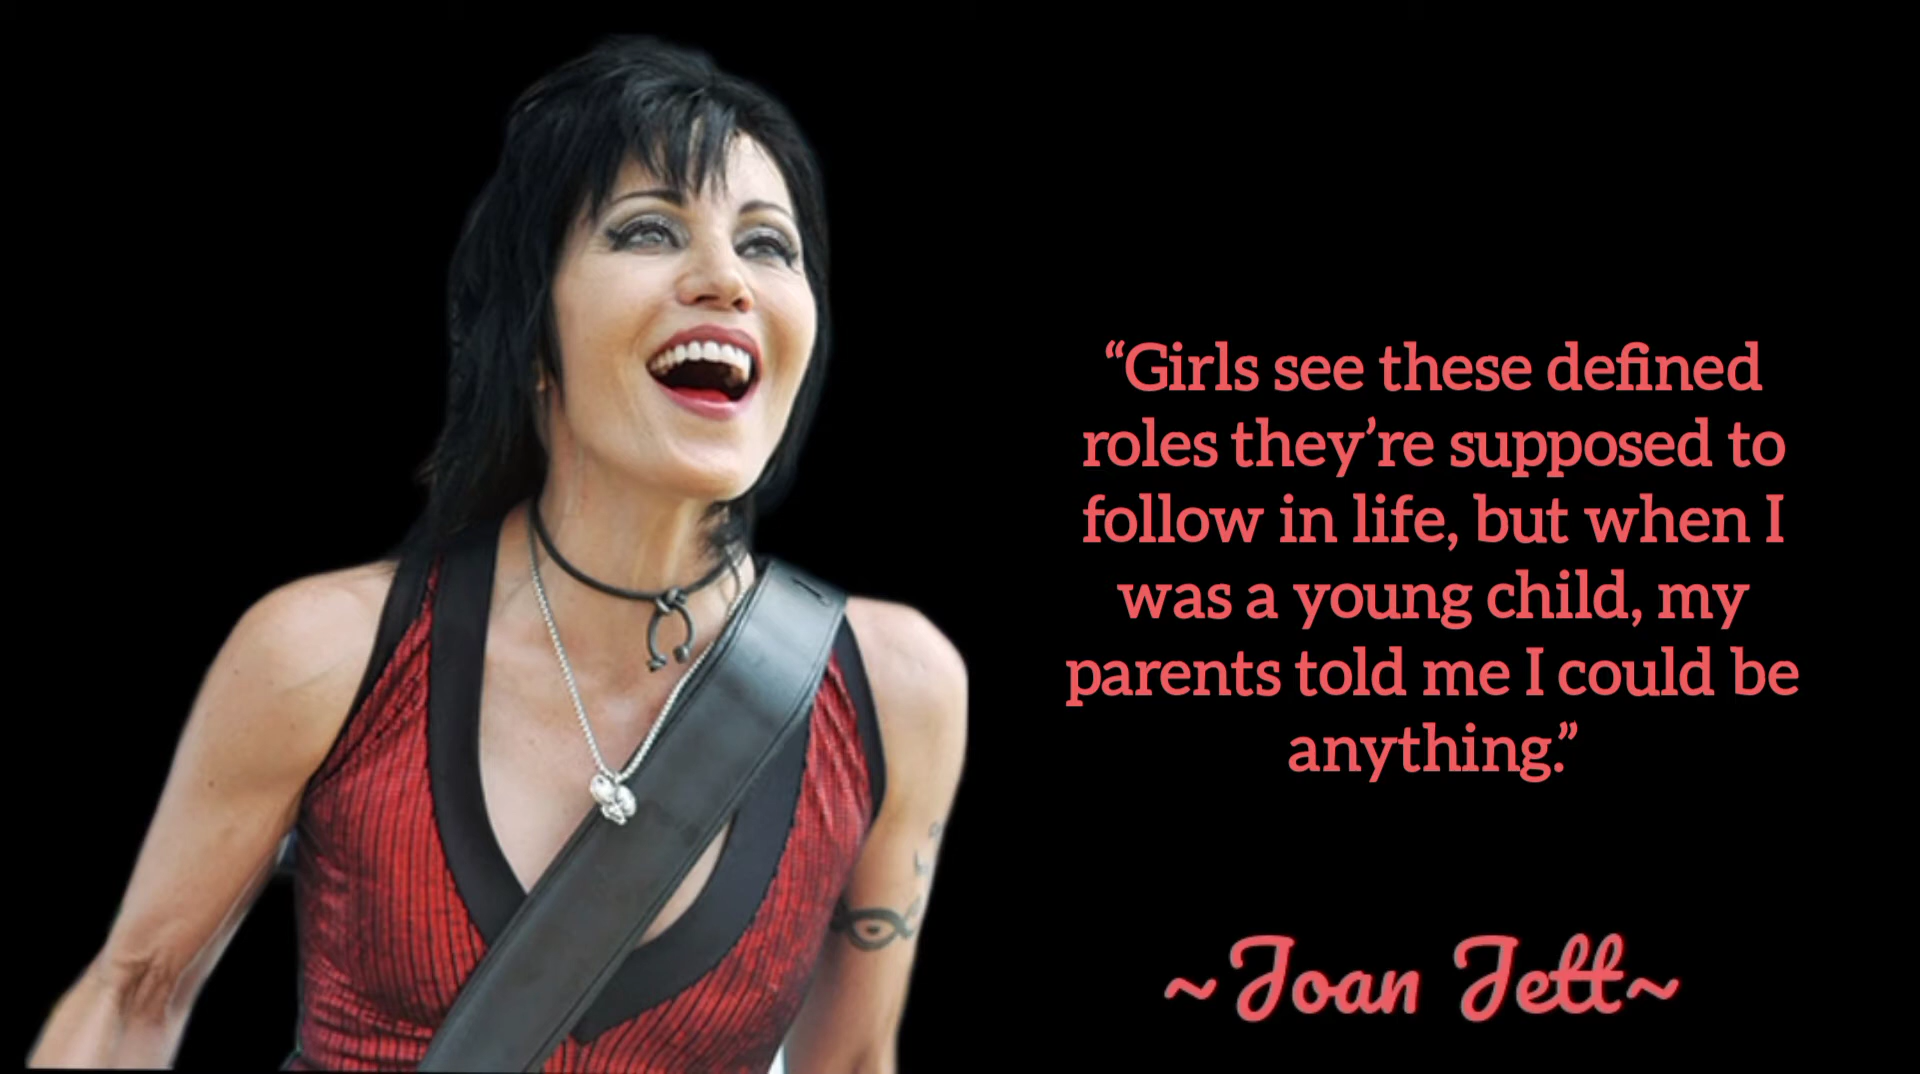 “Girls see these defined
roles they’re supposed to
follow in life, but when I
was a young child, my
parents told me I could be
anything.”
~Joan Jett~